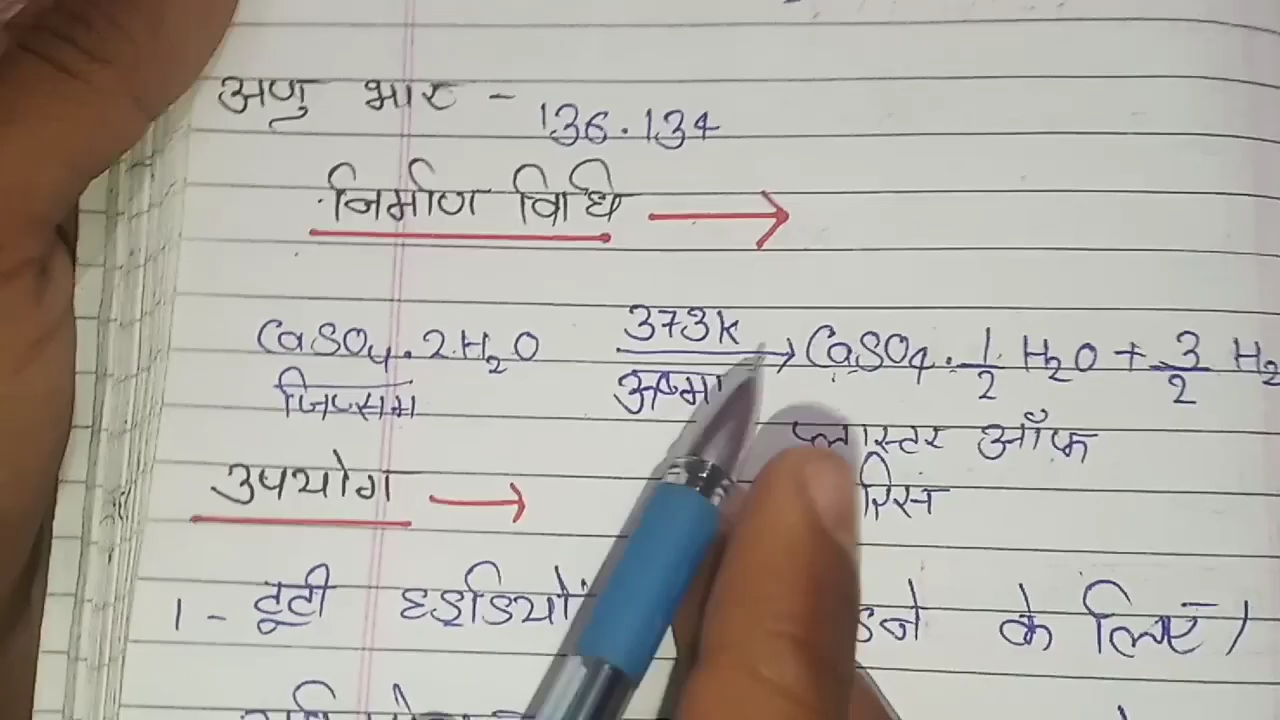 अणु भार - 136.134
निर्माण विधि →
CaSO₄.2H₂O 373K → CaSO₄.1/2 H₂O + 3/2 H₂
जिप्सम ऊष्मा प्लास्टर ऑफ
रिस
उपयोग →
1- टूटी हड्डियों ड़ने के लिए।